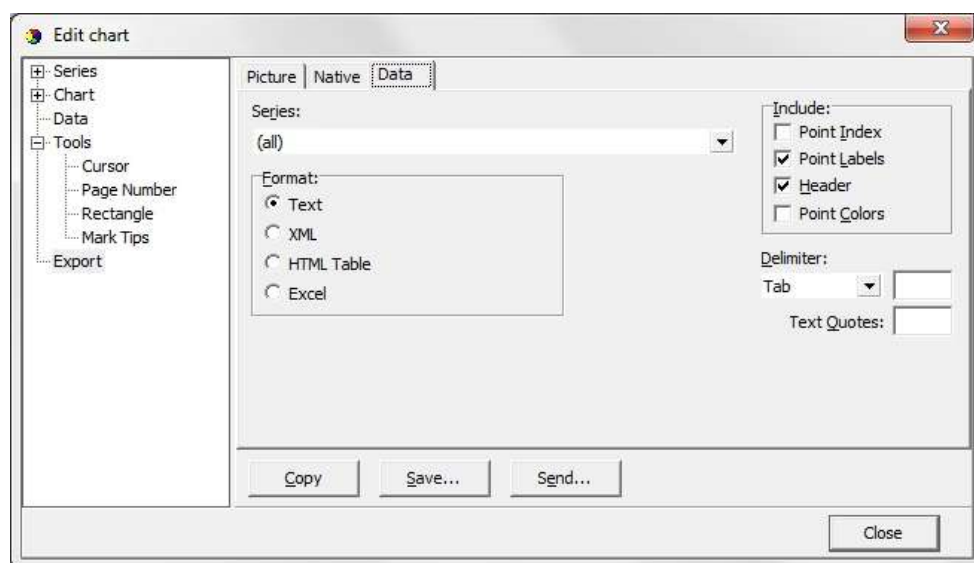 Edit chart
Series
Chart
Data
Tools
Cursor
Page Number
Rectangle
Mark Tips
Export
Picture
Native
Data
Series:
(all)
Format:
Text
XML
HTML Table
Excel
Include:
Point Index
Point Labels
Header
Point Colors
Delimiter:
Tab
Text Quotes:
Copy
Save...
Send...
Close